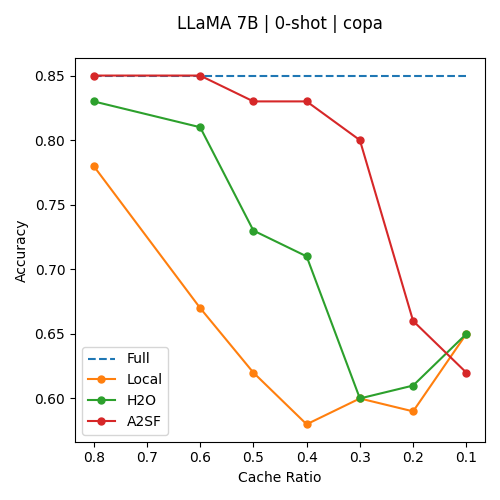 LLaMA 7B | 0-shot | copa
Accuracy
0.85
0.80
0.75
0.70
0.65
0.60
Full
Local
H2O
A2SF
0.8 0.7 0.6 0.5 0.4 0.3 0.2 0.1
Cache Ratio